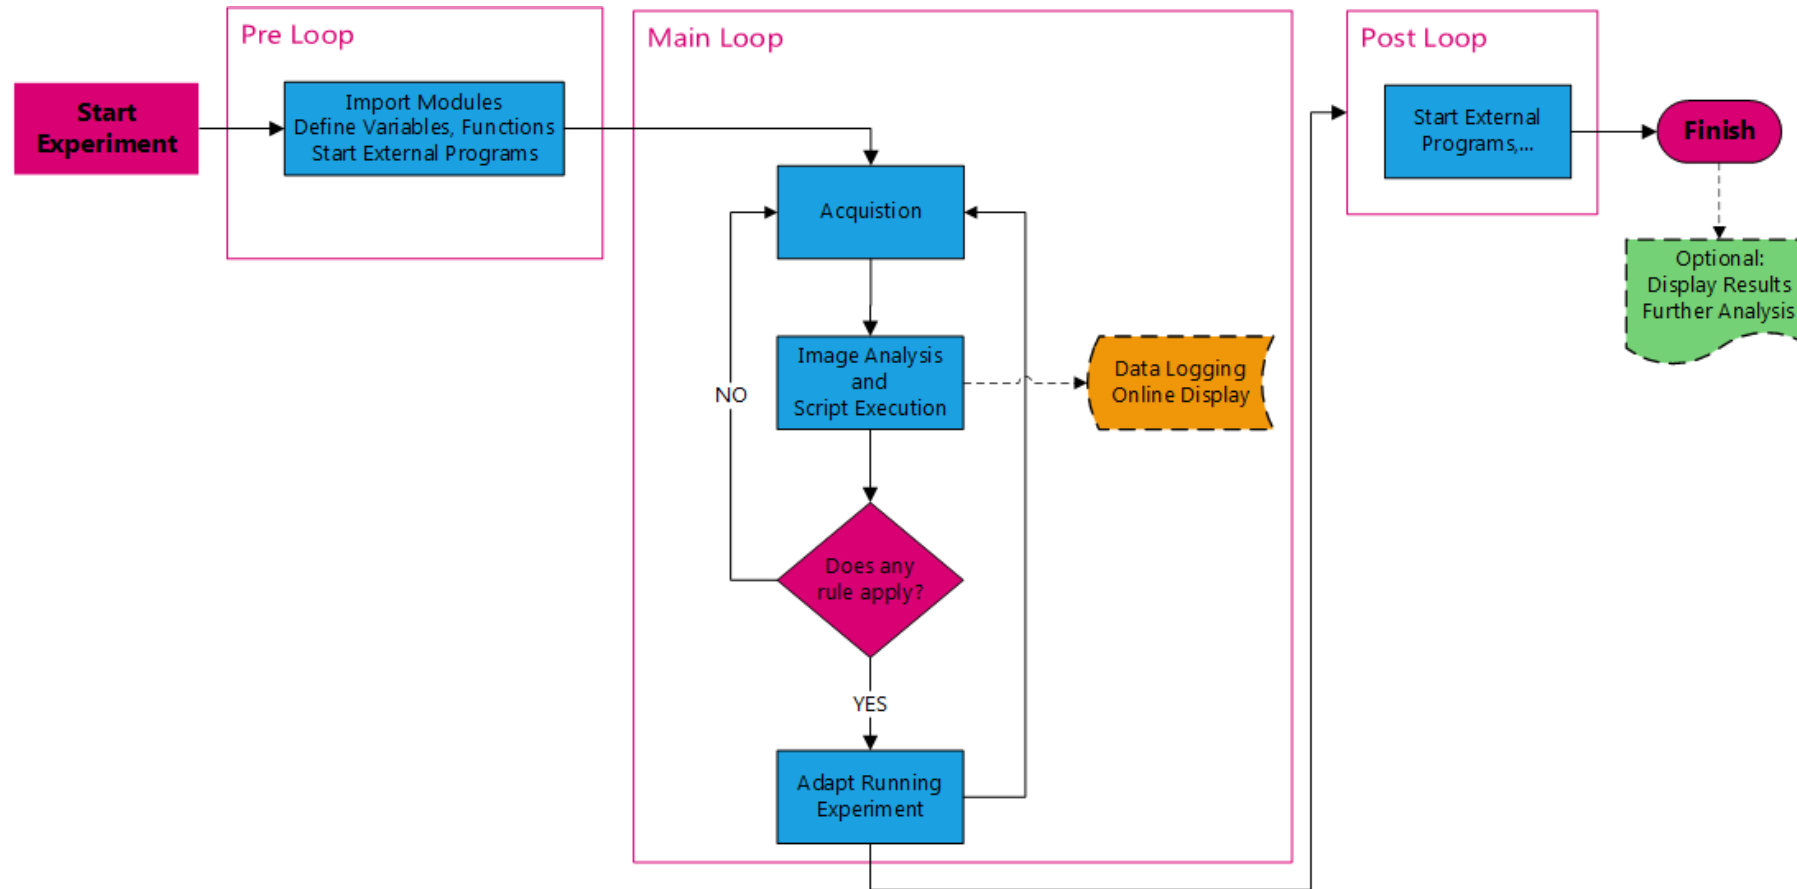 Pre Loop
Main Loop
Post Loop
Start
Experiment
Import Modules
Define Variables, Functions
Start External Programs
Start External
Programs,...
Finish
Acquistion
Optional:
Display Results
Further Analysis
Image Analysis
and
Script Execution
Data Logging
Online Display
NO
Does any
rule apply?
YES
Adapt Running
Experiment